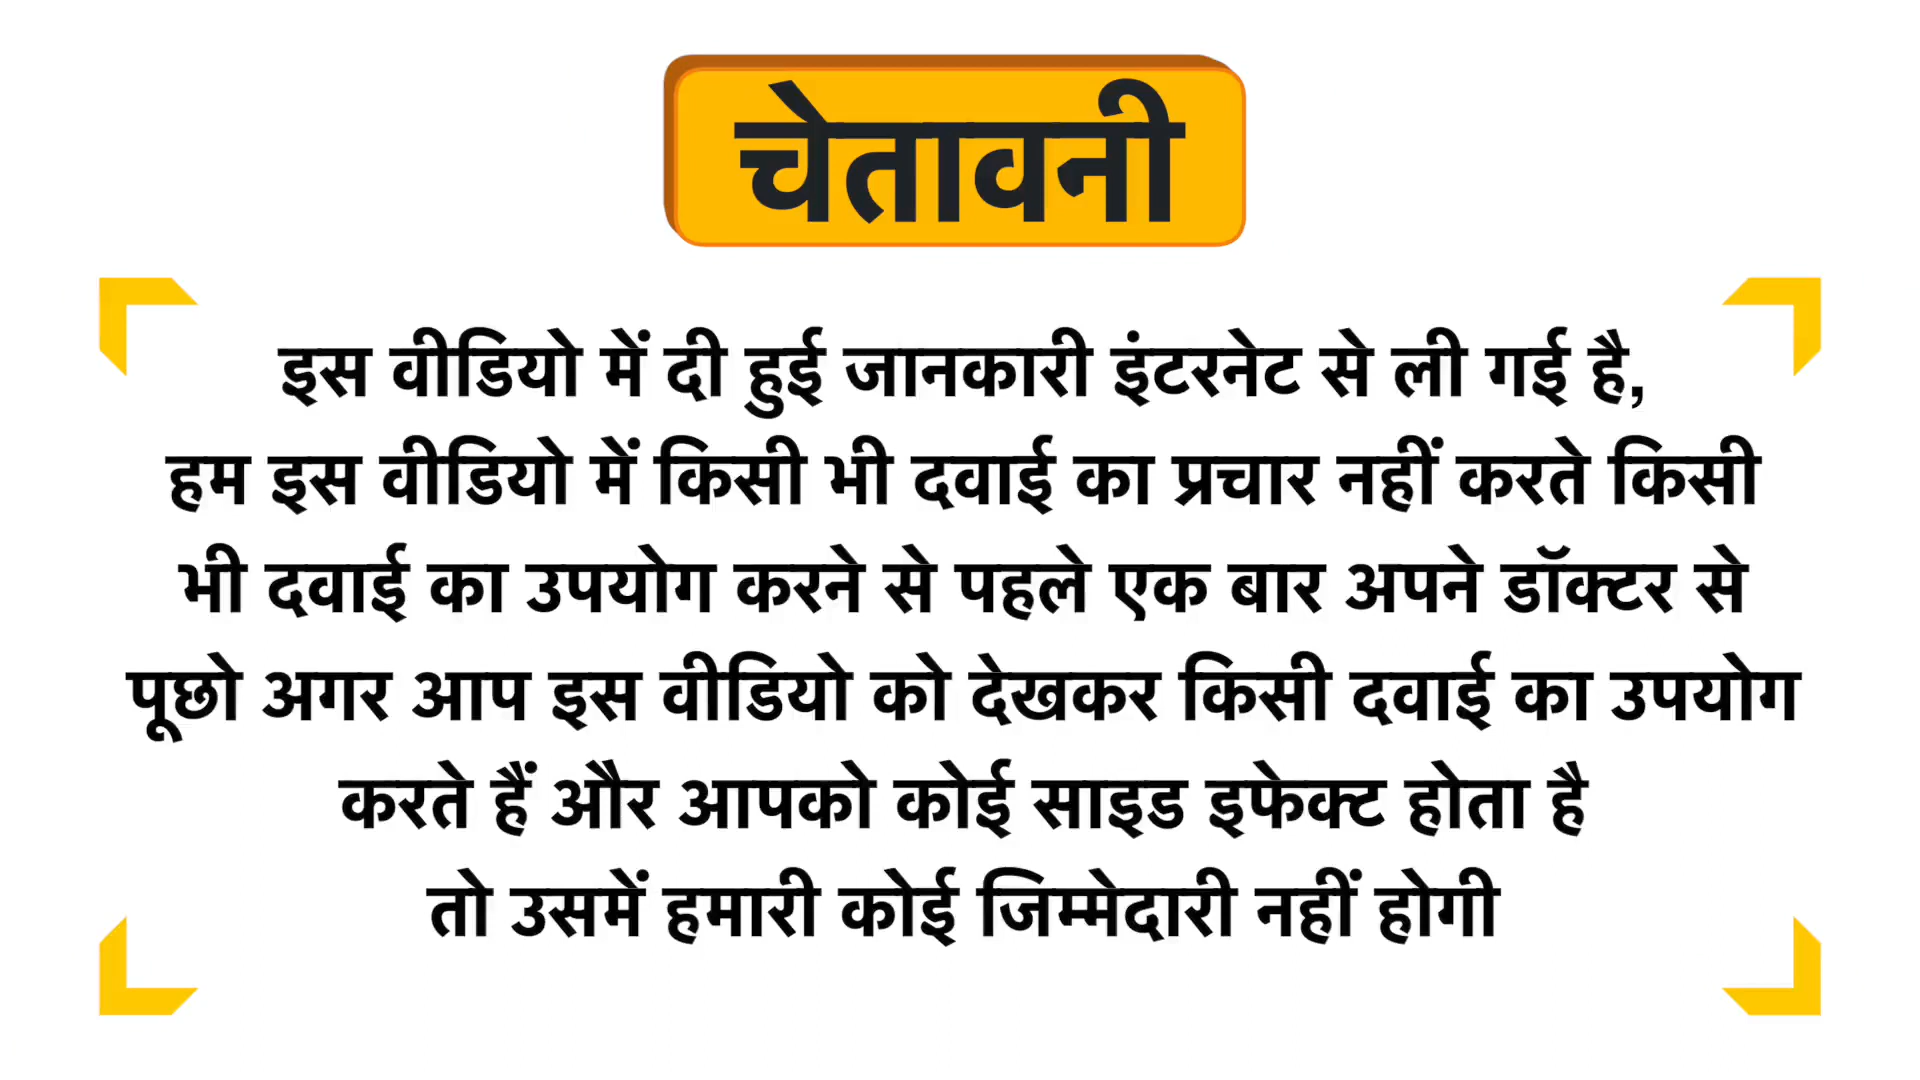 चेतावनी
इस वीडियो में दी हुई जानकारी इंटरनेट से ली गई है,
हम इस वीडियो में किसी भी दवाई का प्रचार नहीं करते किसी
भी दवाई का उपयोग करने से पहले एक बार अपने डॉक्टर से
पूछो अगर आप इस वीडियो को देखकर किसी दवाई का उपयोग
करते हैं और आपको कोई साइड इफेक्ट होता है
तो उसमें हमारी कोई जिम्मेदारी नहीं होगी